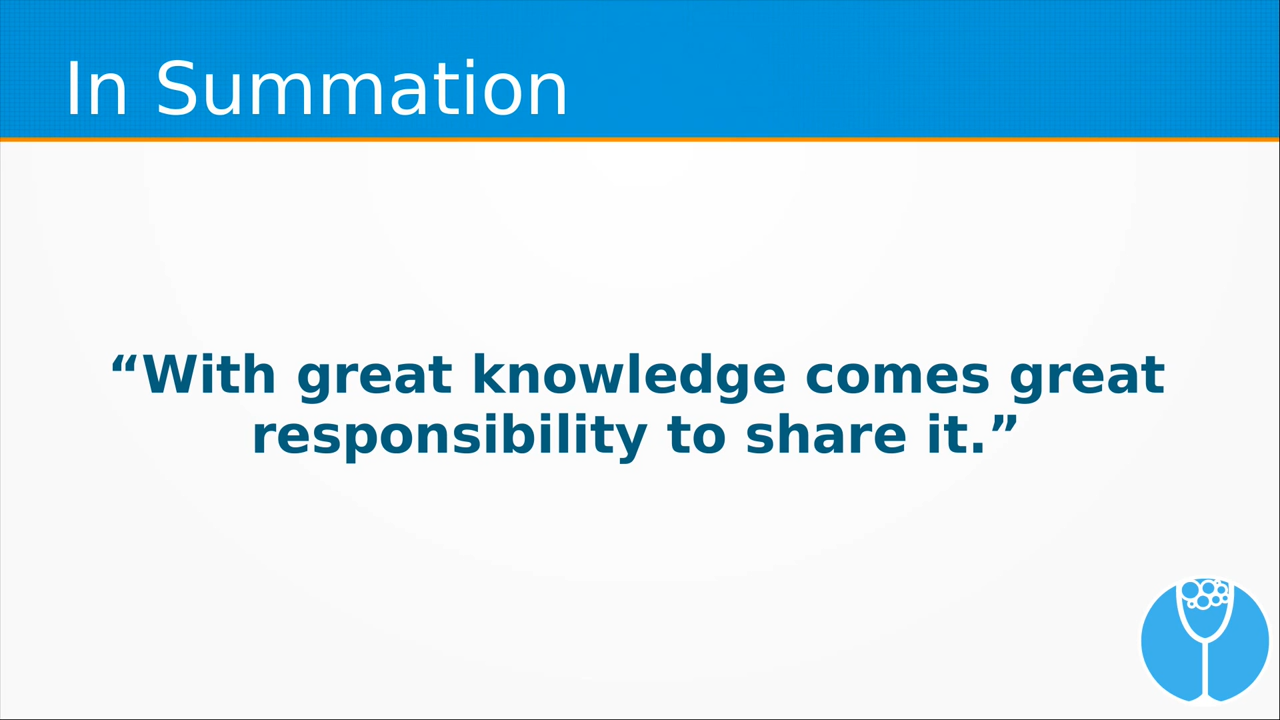 In Summation
“With great knowledge comes great
responsibility to share it.”